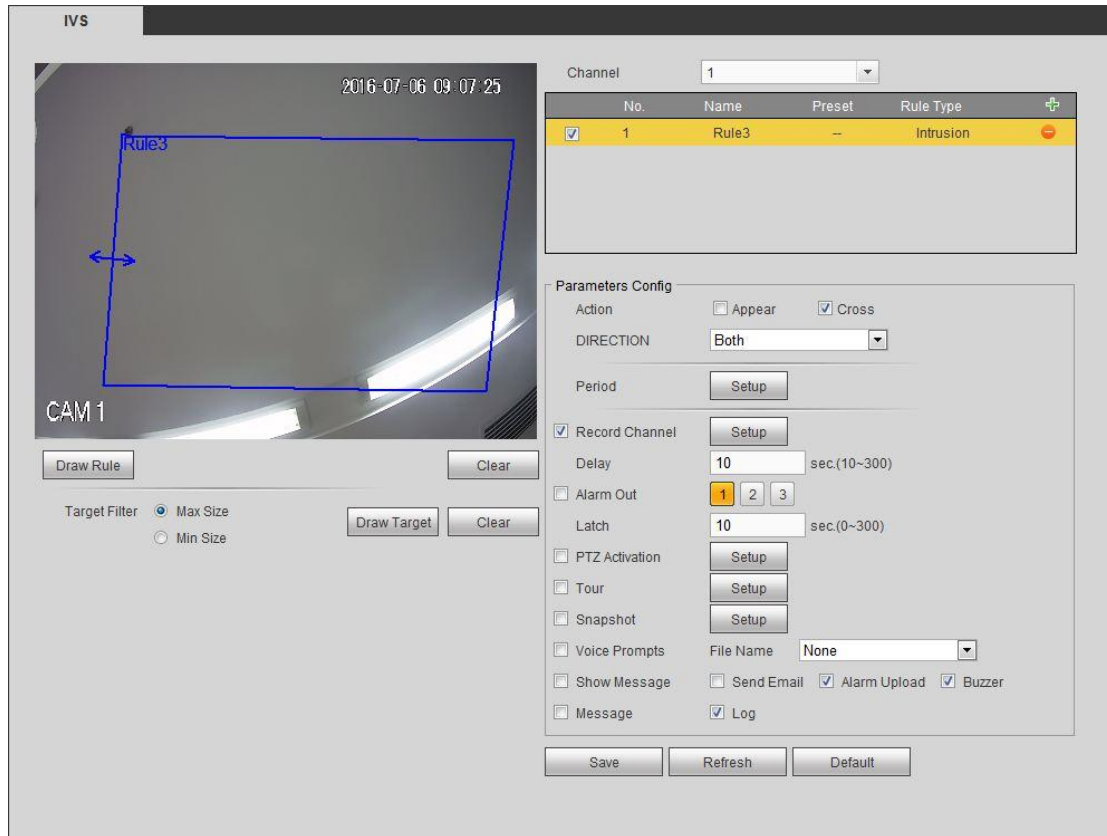 IVS
2016-07-06 09:07:25
Rule3
CAM 1
Draw Rule Clear
Target Filter Max Size
Min Size
Draw Target Clear
Channel 1
No. Name Preset Rule Type
1 Rule3 -- Intrusion
Parameters Config
Action Appear Cross
DIRECTION Both
Period Setup
Record Channel Setup
Delay 10 sec.(10~300)
Alarm Out 1 2 3
Latch 10 sec.(0~300)
PTZ Activation Setup
Tour Setup
Snapshot Setup
Voice Prompts File Name None
Show Message Send Email Alarm Upload Buzzer
Message Log
Save Refresh Default